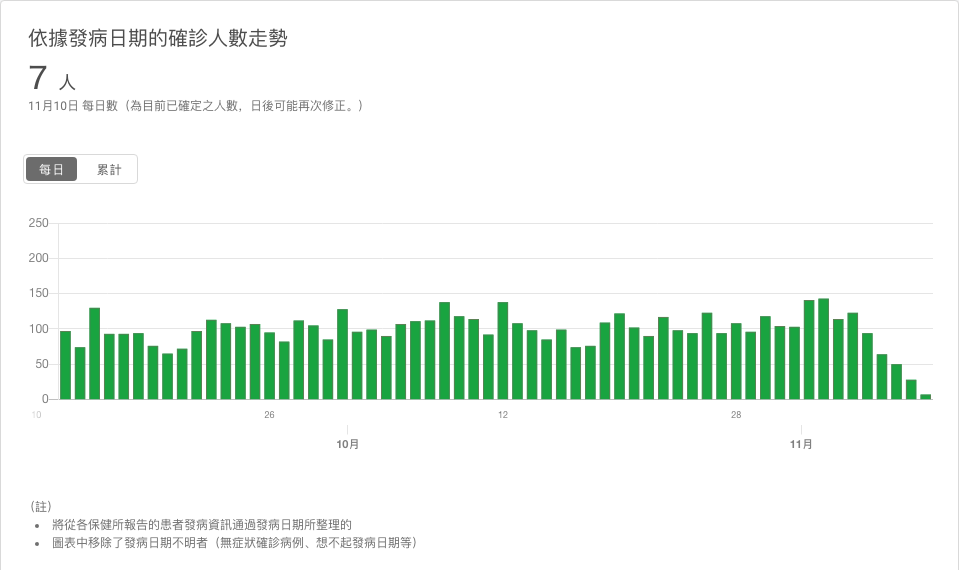 依據發病日期的確診人數走勢
7 人
11月10日 每日數（為目前已確定之人數，日後可能再次修正。）
每日 累計
250
200
150
100
50
0
10 26 12 28
10月 11月
（註）
• 將從各保健所報告的患者發病資訊通過發病日期所整理的
• 圖表中移除了發病日期不明者（無症狀確診病例、想不起發病日期等）